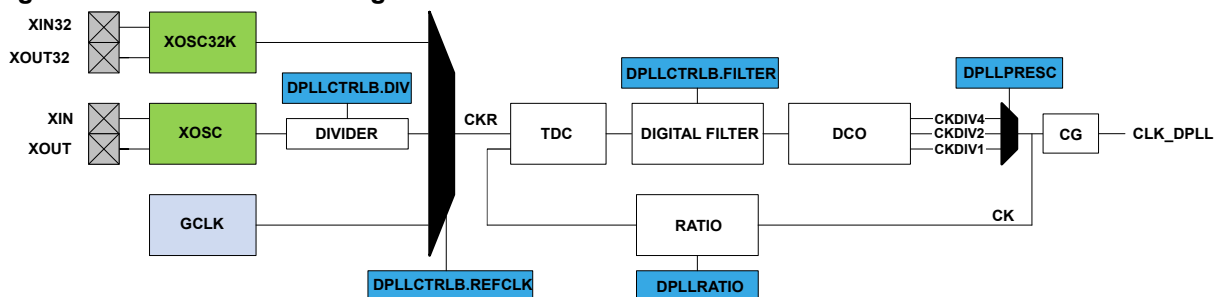 XIN32
XOUT32
XOSC32K
DPLLCTRLB.DIV
DPLLCTRLB.FILTER
DPLLPRESC
XIN
XOUT
XOSC
DIVIDER
CKR
TDC
DIGITAL FILTER
DCO
CKDIV4
CKDIV2
CKDIV1
CG
CLK_DPLL
GCLK
RATIO
CK
DPLLCTRLB.REFCLK
DPLLRATIO